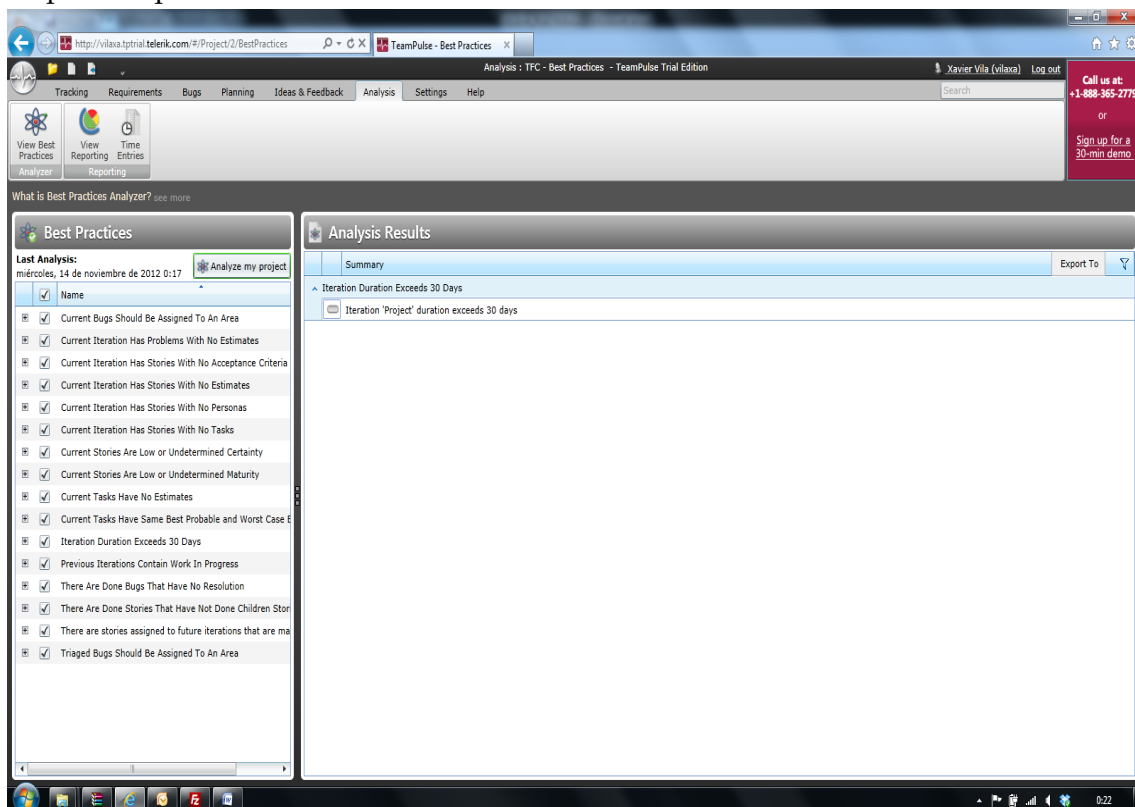 http://vilaxa.tptrial.telerik.com/#/Project/2/BestPractices
TeamPulse - Best Practices
Analysis : TFC - Best Practices - TeamPulse Trial Edition
Xavier Vila (vilaxa) Log out
Tracking Requirements Bugs Planning Ideas & Feedback Analysis Settings Help
Search
Call us at:
+1-888-365-2779
or
Sign up for a
30-min demo
View Best
Practices
View
Reporting
Time
Entries
Analyzer
Reporting
What is Best Practices Analyzer? see more
Best Practices
Last Analysis:
miércoles, 14 de noviembre de 2012 0:17
Analyze my project
Name
Current Bugs Should Be Assigned To An Area
Current Iteration Has Problems With No Estimates
Current Iteration Has Stories With No Acceptance Criteria
Current Iteration Has Stories With No Estimates
Current Iteration Has Stories With No Personas
Current Iteration Has Stories With No Tasks
Current Stories Are Low or Undetermined Certainty
Current Stories Are Low or Undetermined Maturity
Current Tasks Have No Estimates
Current Tasks Have Same Best Probable and Worst Case E
Iteration Duration Exceeds 30 Days
Previous Iterations Contain Work In Progress
There Are Done Bugs That Have No Resolution
There Are Done Stories That Have Not Done Children Stor
There are stories assigned to future iterations that are ma
Triaged Bugs Should Be Assigned To An Area
Analysis Results
Summary
Export To
Iteration Duration Exceeds 30 Days
Iteration 'Project' duration exceeds 30 days
0:22